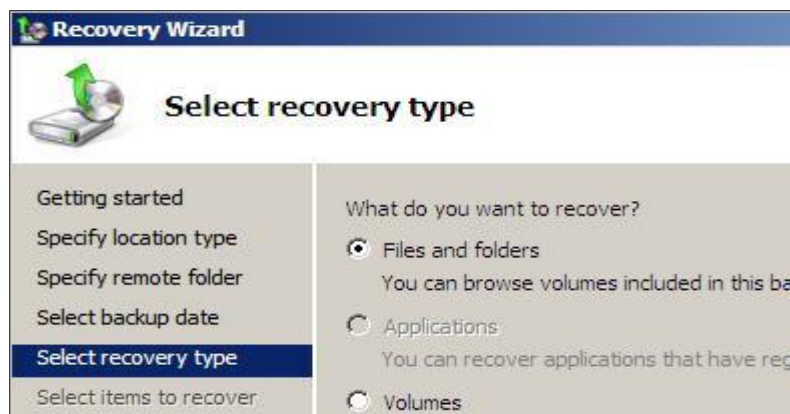 Recovery Wizard
Select recovery type
Getting started
Specify location type
Specify remote folder
Select backup date
Select recovery type
Select items to recover
What do you want to recover?
Files and folders
You can browse volumes included in this ba
Applications
You can recover applications that have reg
Volumes